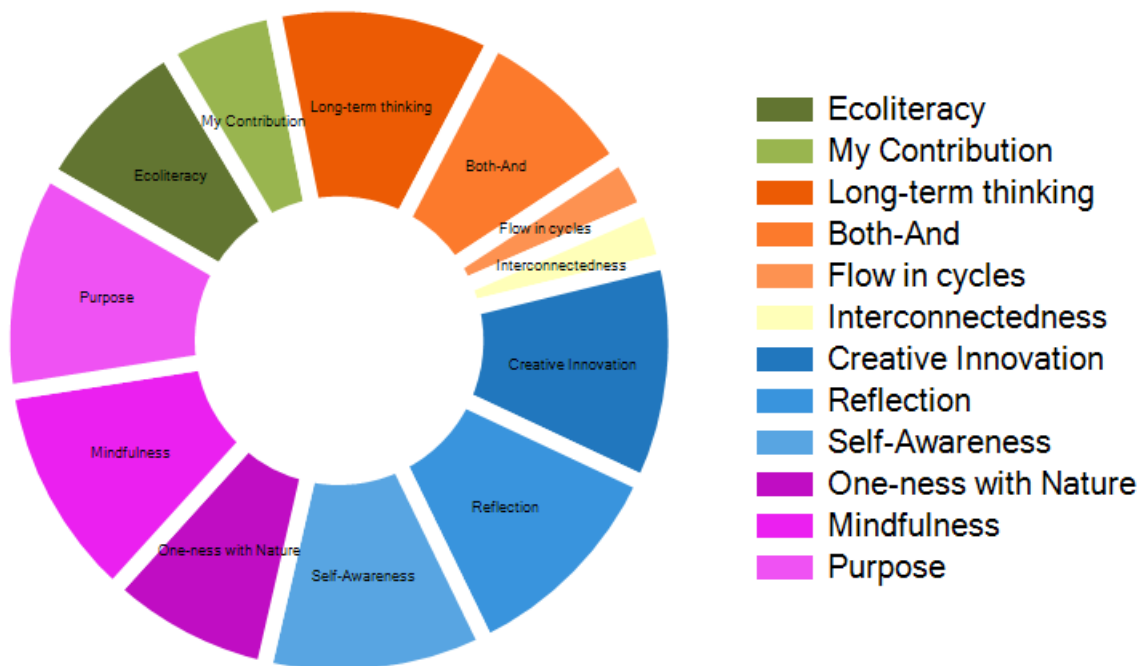 My Contribution
Long-term thinking
Both-And
Ecoliteracy
Flow in cycles
Interconnectedness
Purpose
Creative Innovation
Mindfulness
Reflection
One-ness with Nature
Self-Awareness
Ecoliteracy
My Contribution
Long-term thinking
Both-And
Flow in cycles
Interconnectedness
Creative Innovation
Reflection
Self-Awareness
One-ness with Nature
Mindfulness
Purpose